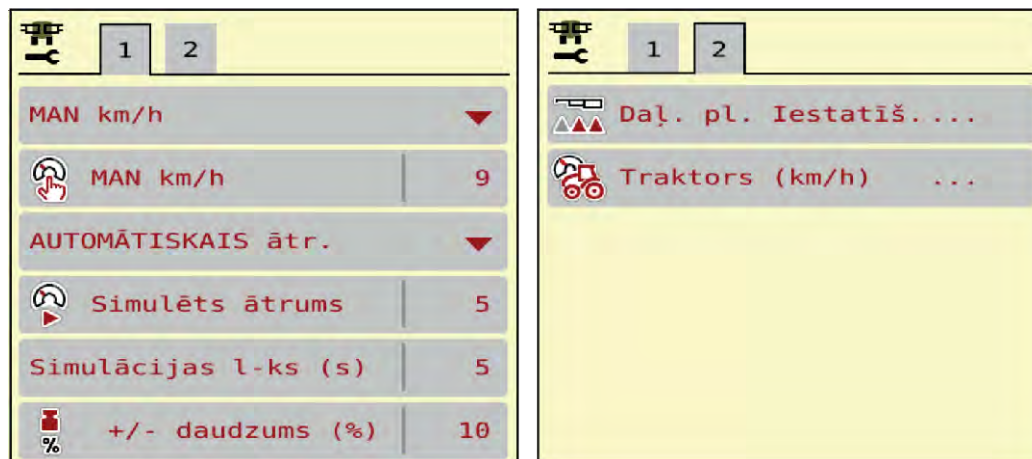 1 2
MAN km/h
MAN km/h 9
AUTOMĀTISKAIS ātr.
Simulēts ātrums 5
Simulācijas l-ks (s) 5
% +/- daudzums (%) 10
1 2
Daļ. pl. Iestatīš....
Traktors (km/h) ...